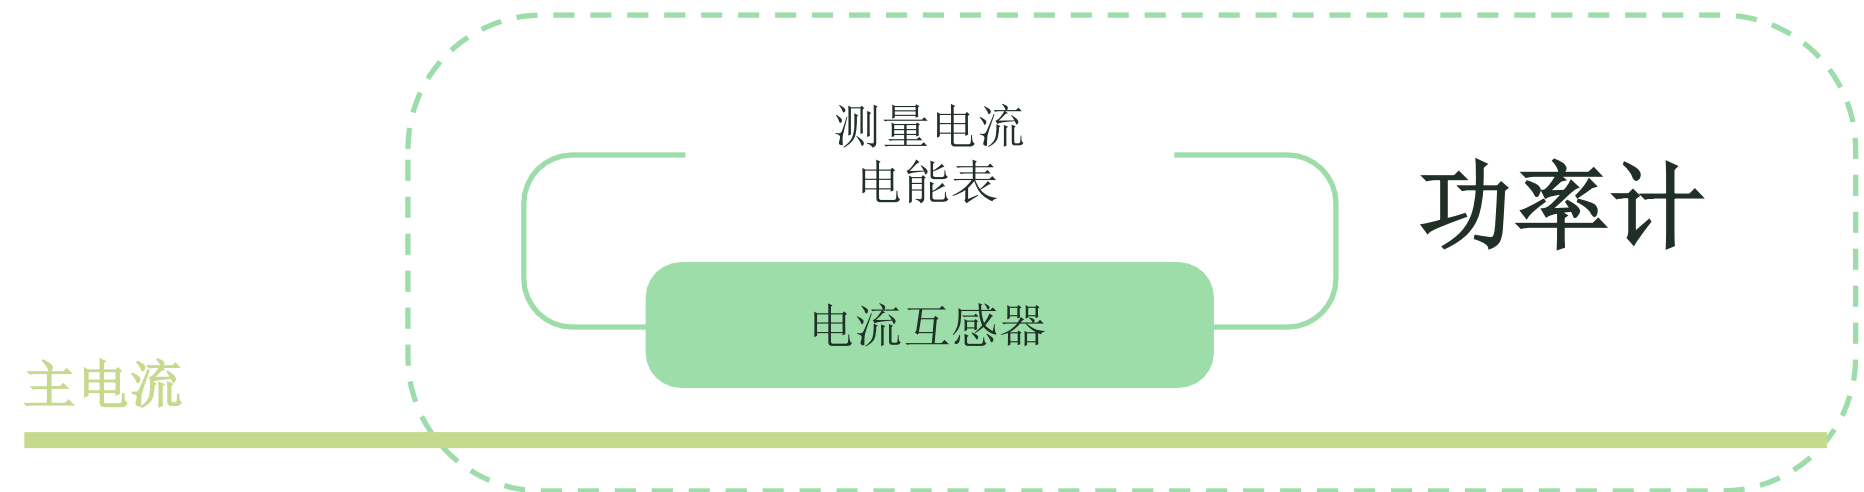 测量电流
电能表
功率计
电流互感器
主电流